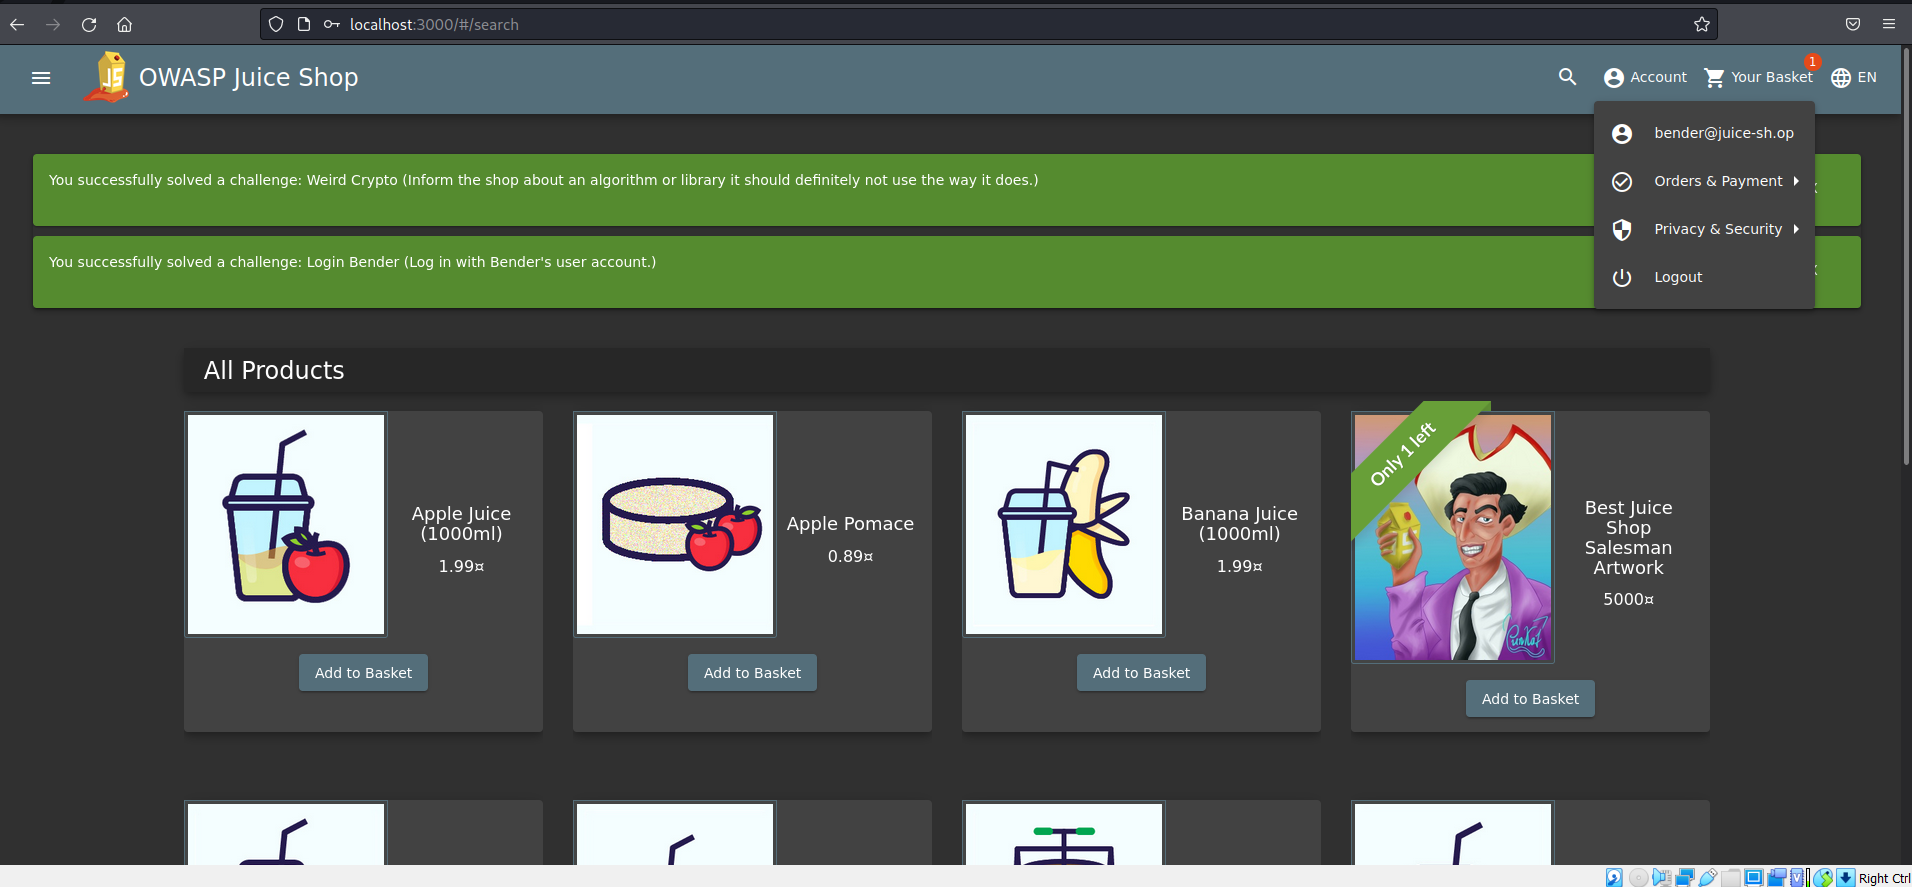 localhost:3000/#/search
OWASP Juice Shop
Account
Your Basket
1
EN
bender@juice-sh.op
Orders & Payment
Privacy & Security
Logout
You successfully solved a challenge: Weird Crypto (Inform the shop about an algorithm or library it should definitely not use the way it does.)
You successfully solved a challenge: Login Bender (Log in with Bender's user account.)
All Products
Apple Juice
(1000ml)
1.99¤
Add to Basket
Apple Pomace
0.89¤
Add to Basket
Banana Juice
(1000ml)
1.99¤
Add to Basket
Only 1 left
Best Juice
Shop
Salesman
Artwork
5000¤
Add to Basket
Right Ctrl